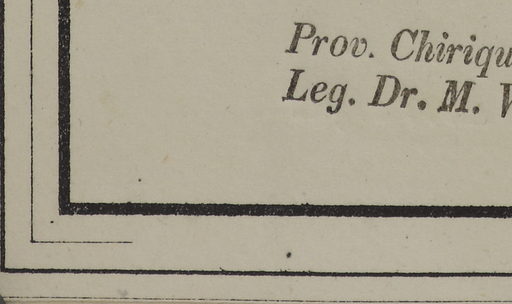 Prov. Chiriqu
Leg. Dr. M.